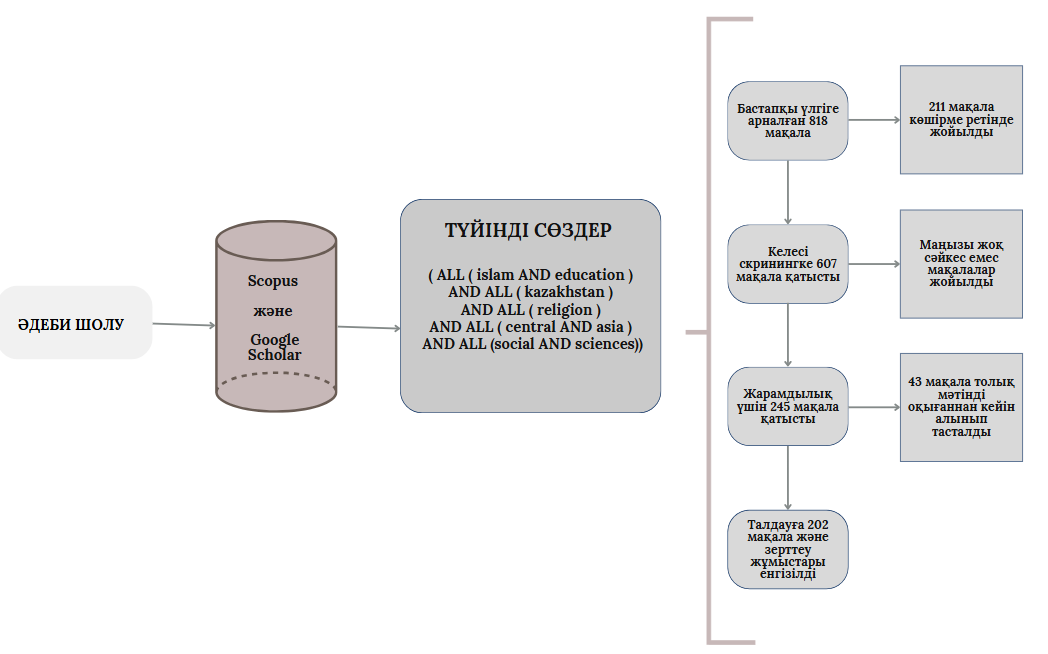 ӘДЕБИ ШОЛУ
Scopus
және
Google
Scholar
ТҮЙІНДІ СӨЗДЕР
( ALL ( islam AND education )
AND ALL ( kazakhstan )
AND ALL ( religion )
AND ALL ( central AND asia )
AND ALL (social AND sciences))
Бастапқы үлгіге
арналған 818
мақала
211 мақала
көшірме ретінде
жойылды
Келесі
скринингке 607
мақала қатысты
Маңызы жоқ
сәйкес емес
мақалалар
жойылды
Жарамдылық
үшін 245 мақала
қатысты
43 мақала толық
мәтінді
оқығаннан кейін
алынып
тасталды
Талдауға 202
мақала және
зерттеу
жұмыстары
енгізілді